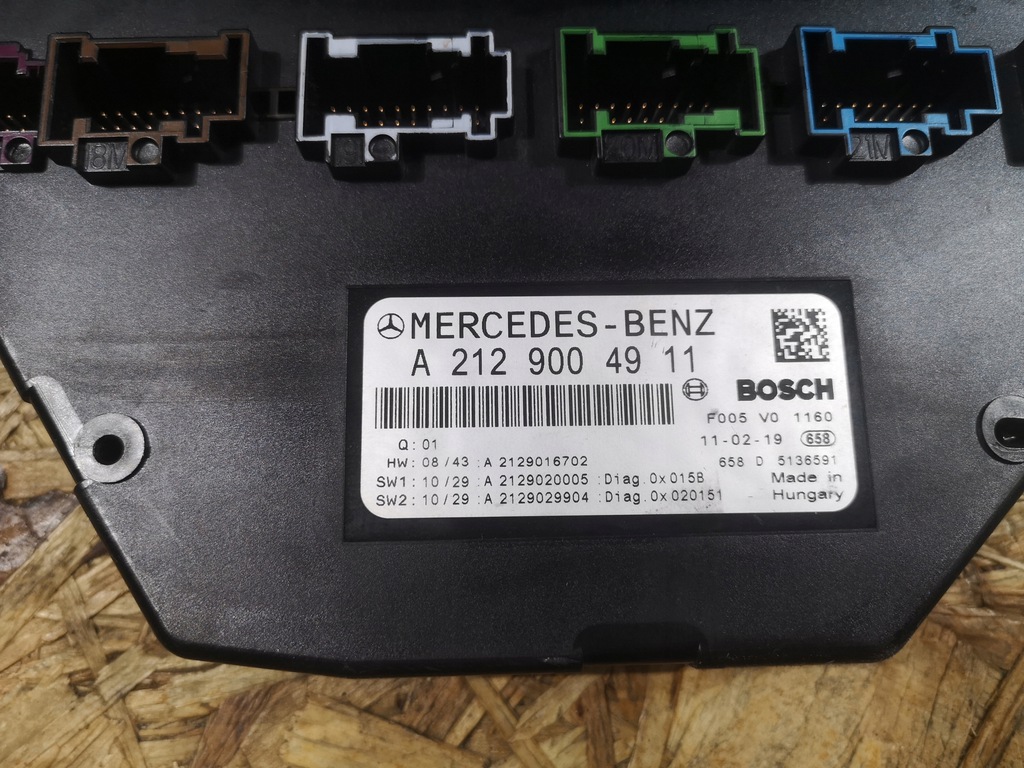 18M
21M
MERCEDES-BENZ
A 212 900 49 11
BOSCH
F005 V0 1160
Q: 01
11-02-19 658
HW: 08/43 :A 2129016702
658 D 5136591
SW1: 10/29 :A 2129020005 :Diag.0x015B
Made in
SW2: 10/29 :A 2129029904 :Diag.0x020151
Hungary